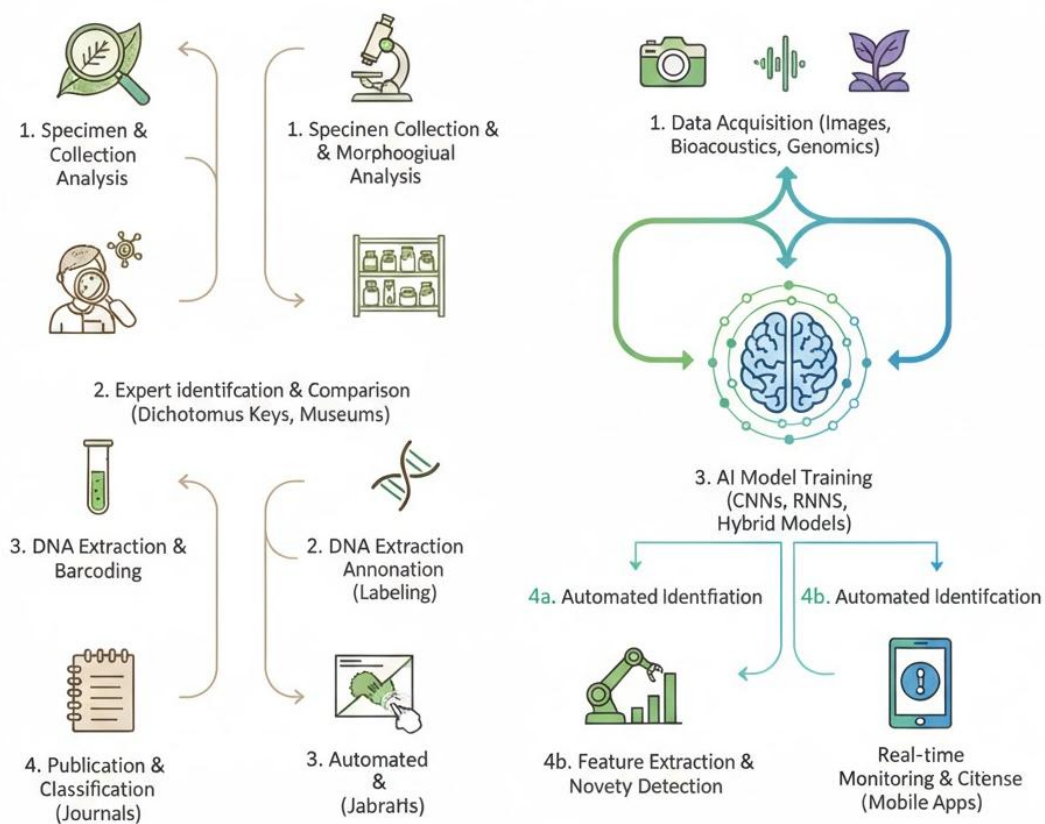 1. Specimen &
Collection
Analysis
1. Specinen Collection &
& Morphoogiual
Analysis
2. Expert identifcation & Comparison
(Dichotomus Keys, Museums)
3. DNA Extraction &
Barcoding
2. DNA Extraction
Annonation
(Labeling)
4. Publication &
Classification
(Journals)
3. Automated
&
(JabraHs)
1. Data Acquisition (Images,
Bioacoustics, Genomics)
3. AI Model Training
(CNNs, RNNS,
Hybrid Models)
4a. Automated Identfiation
4b. Automated Identifcation
4b. Feature Extraction &
Novety Detection
Real-time
Monitoring & Citense
(Mobile Apps)